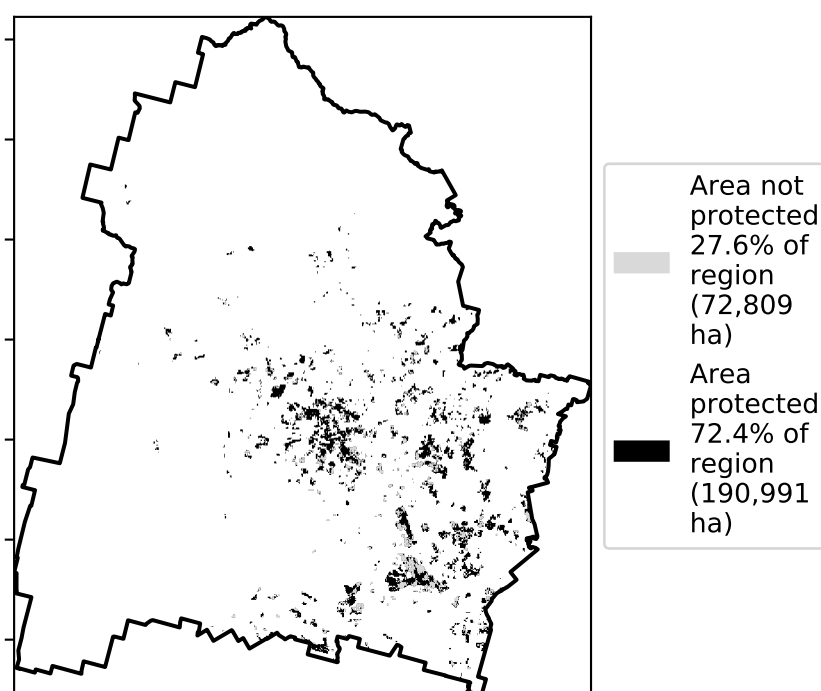 Area not
protected
27.6% of
region
(72,809
ha)
Area
protected
72.4% of
region
(190,991
ha)